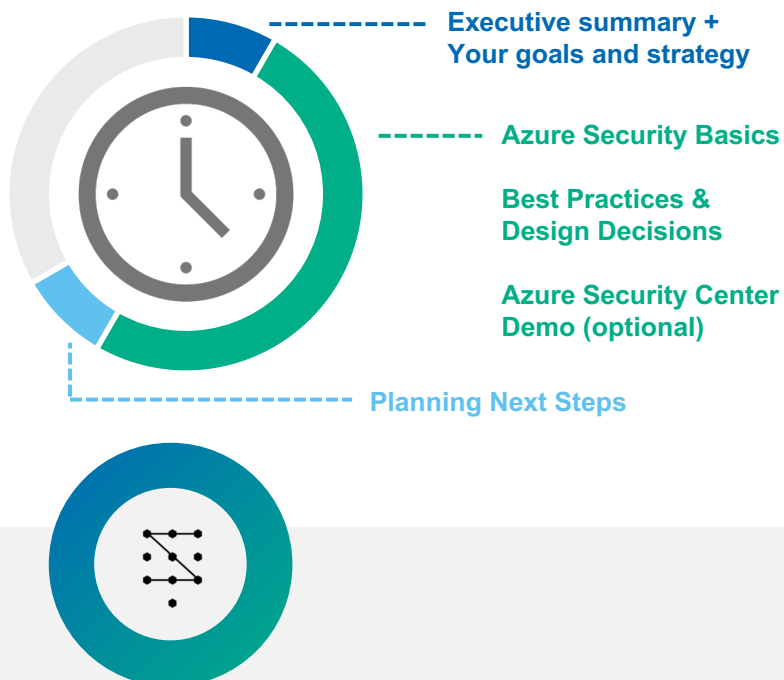 Executive summary +
Your goals and strategy
Azure Security Basics
Best Practices &
Design Decisions
Azure Security Center
Demo (optional)
Planning Next Steps